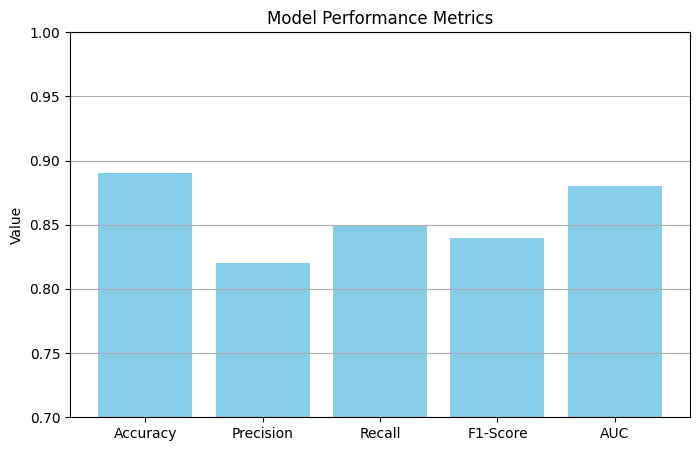 Model Performance Metrics
1.00
0.95
0.90
0.85
0.80
0.75
0.70
Value
Accuracy Precision Recall F1-Score AUC